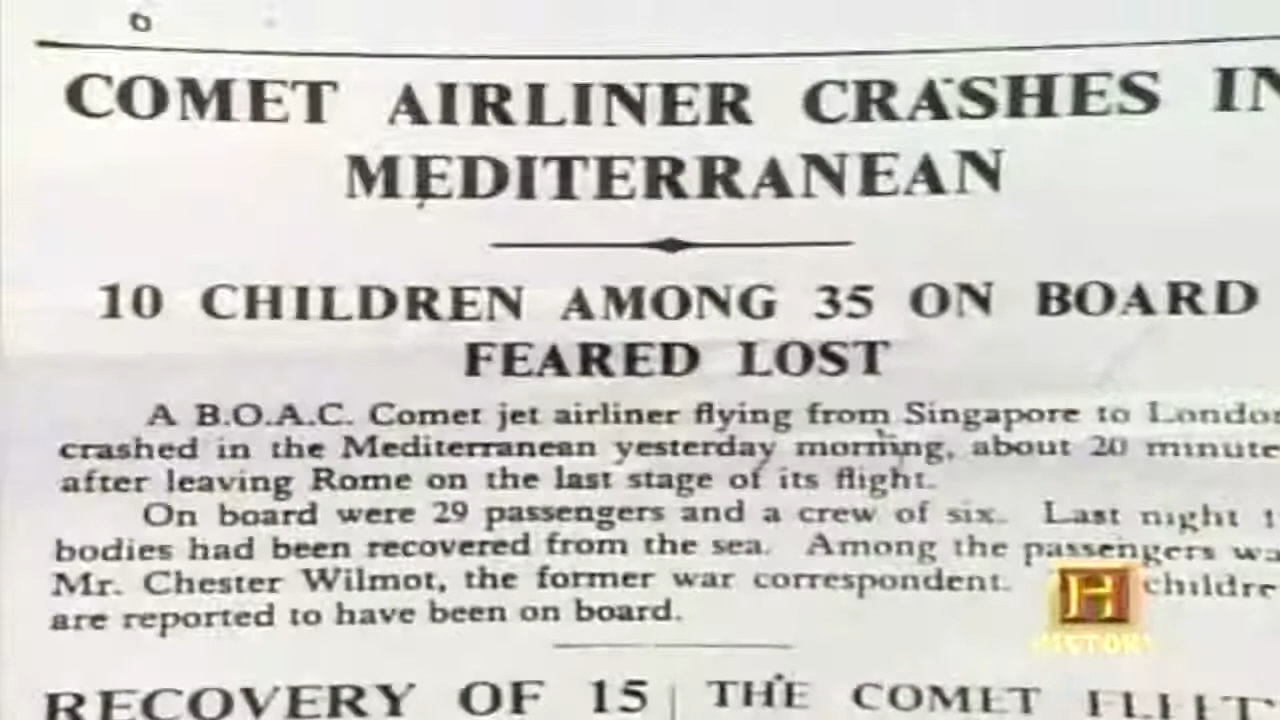 COMET AIRLINER CRASHES IN
MEDITERRANEAN
10 CHILDREN AMONG 35 ON BOARD
FEARED LOST
A B.O.A.C. Comet jet airliner flying from Singapore to London
crashed in the Mediterranean yesterday morning, about 20 minute
after leaving Rome on the last stage of its flight.
On board were 29 passengers and a crew of six. Last night
bodies had been recovered from the sea. Among the passengers wa
Mr. Chester Wilmot, the former war correspondent. childre
are reported to have been on board.
RECOVERY OF 15
THE COMET FLEET
H
HISTORY